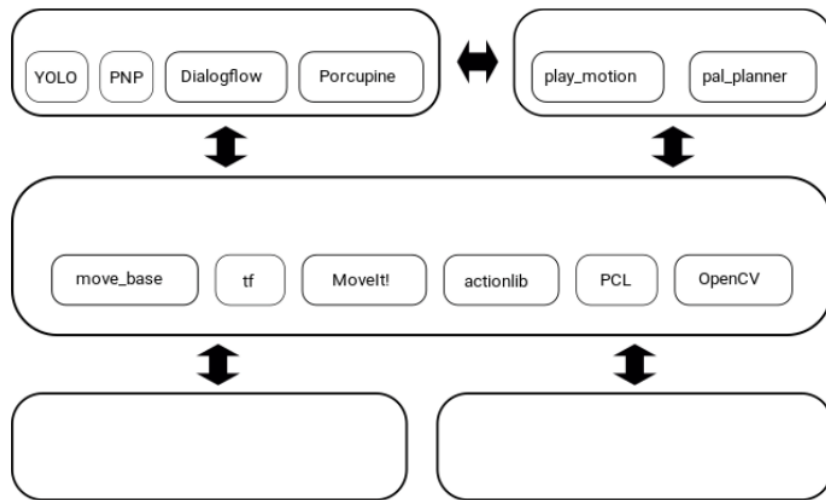 YOLO
PNP
Dialogflow
Porcupine
play_motion
pal_planner
move_base
tf
MoveIt!
actionlib
PCL
OpenCV